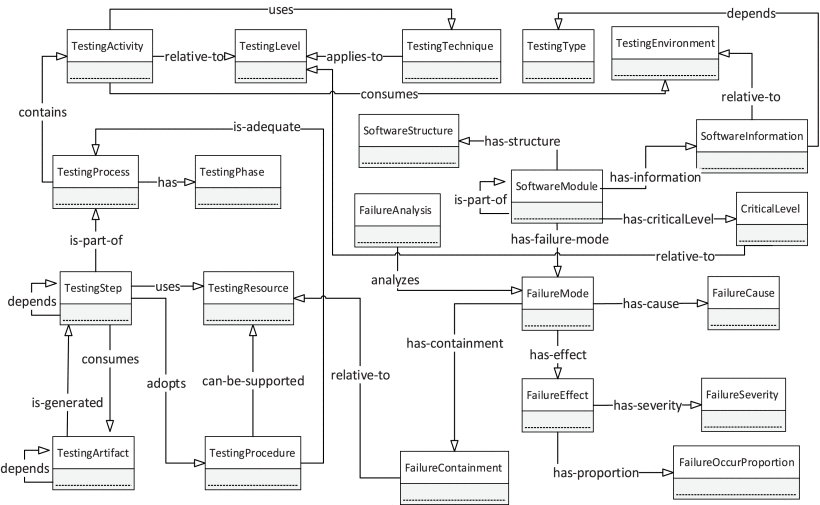 uses
depends
TestingActivity
TestingLevel
TestingTechnique
TestingType
TestingEnvironment
relative-to
applies-to
consumes
relative-to
contains
is-adequate
SoftwareStructure
has-structure
SoftwareInformation
TestingProcess
has
TestingPhase
has-information
SoftwareModule
is-part-of
FailureAnalysis
has-criticalLevel
CriticalLevel
is-part-of
has-failure-mode
relative-to
TestingStep
uses
TestingResource
analyzes
FailureMode
has-cause
FailureCause
depends
has-containment
consumes
has-effect
adopts
can-be-supported
relative-to
is-generated
FailureEffect
has-severity
FailureSeverity
TestingArtifact
depends
TestingProcedure
FailureContainment
has-proportion
FailureOccurProportion